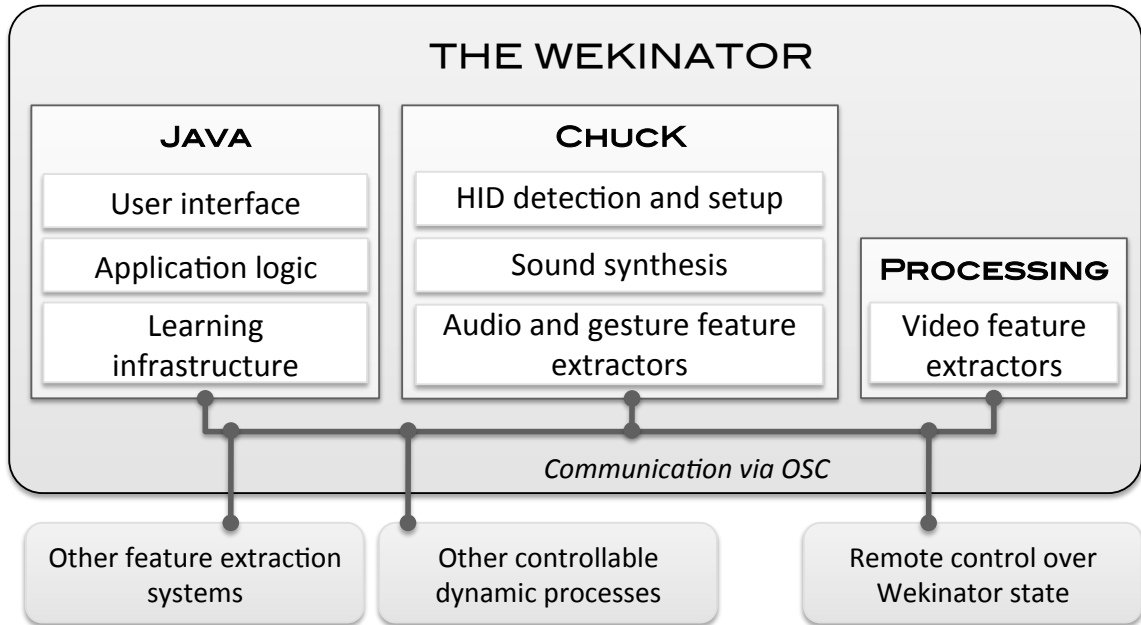 THE WEKINATOR
JAVA
User interface
Application logic
Learning
infrastructure
CHUCK
HID detection and setup
Sound synthesis
Audio and gesture feature
extractors
PROCESSING
Video feature
extractors
Communication via OSC
Other feature extraction
systems
Other controllable
dynamic processes
Remote control over
Wekinator state